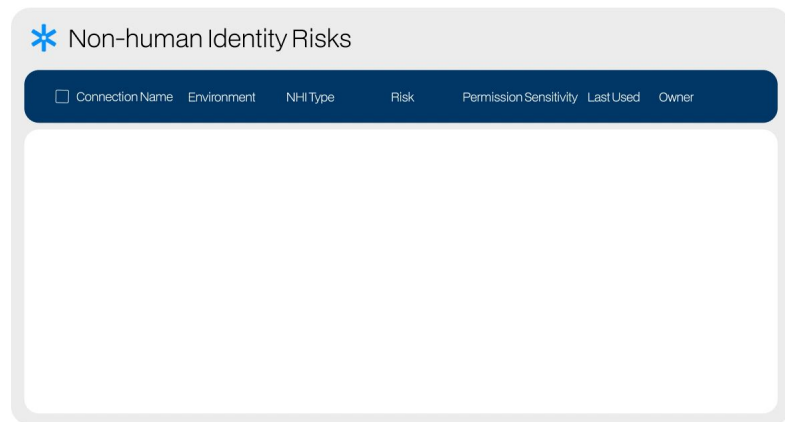 Non-human Identity Risks
Connection Name Environment NHI Type Risk Permission Sensitivity Last Used Owner